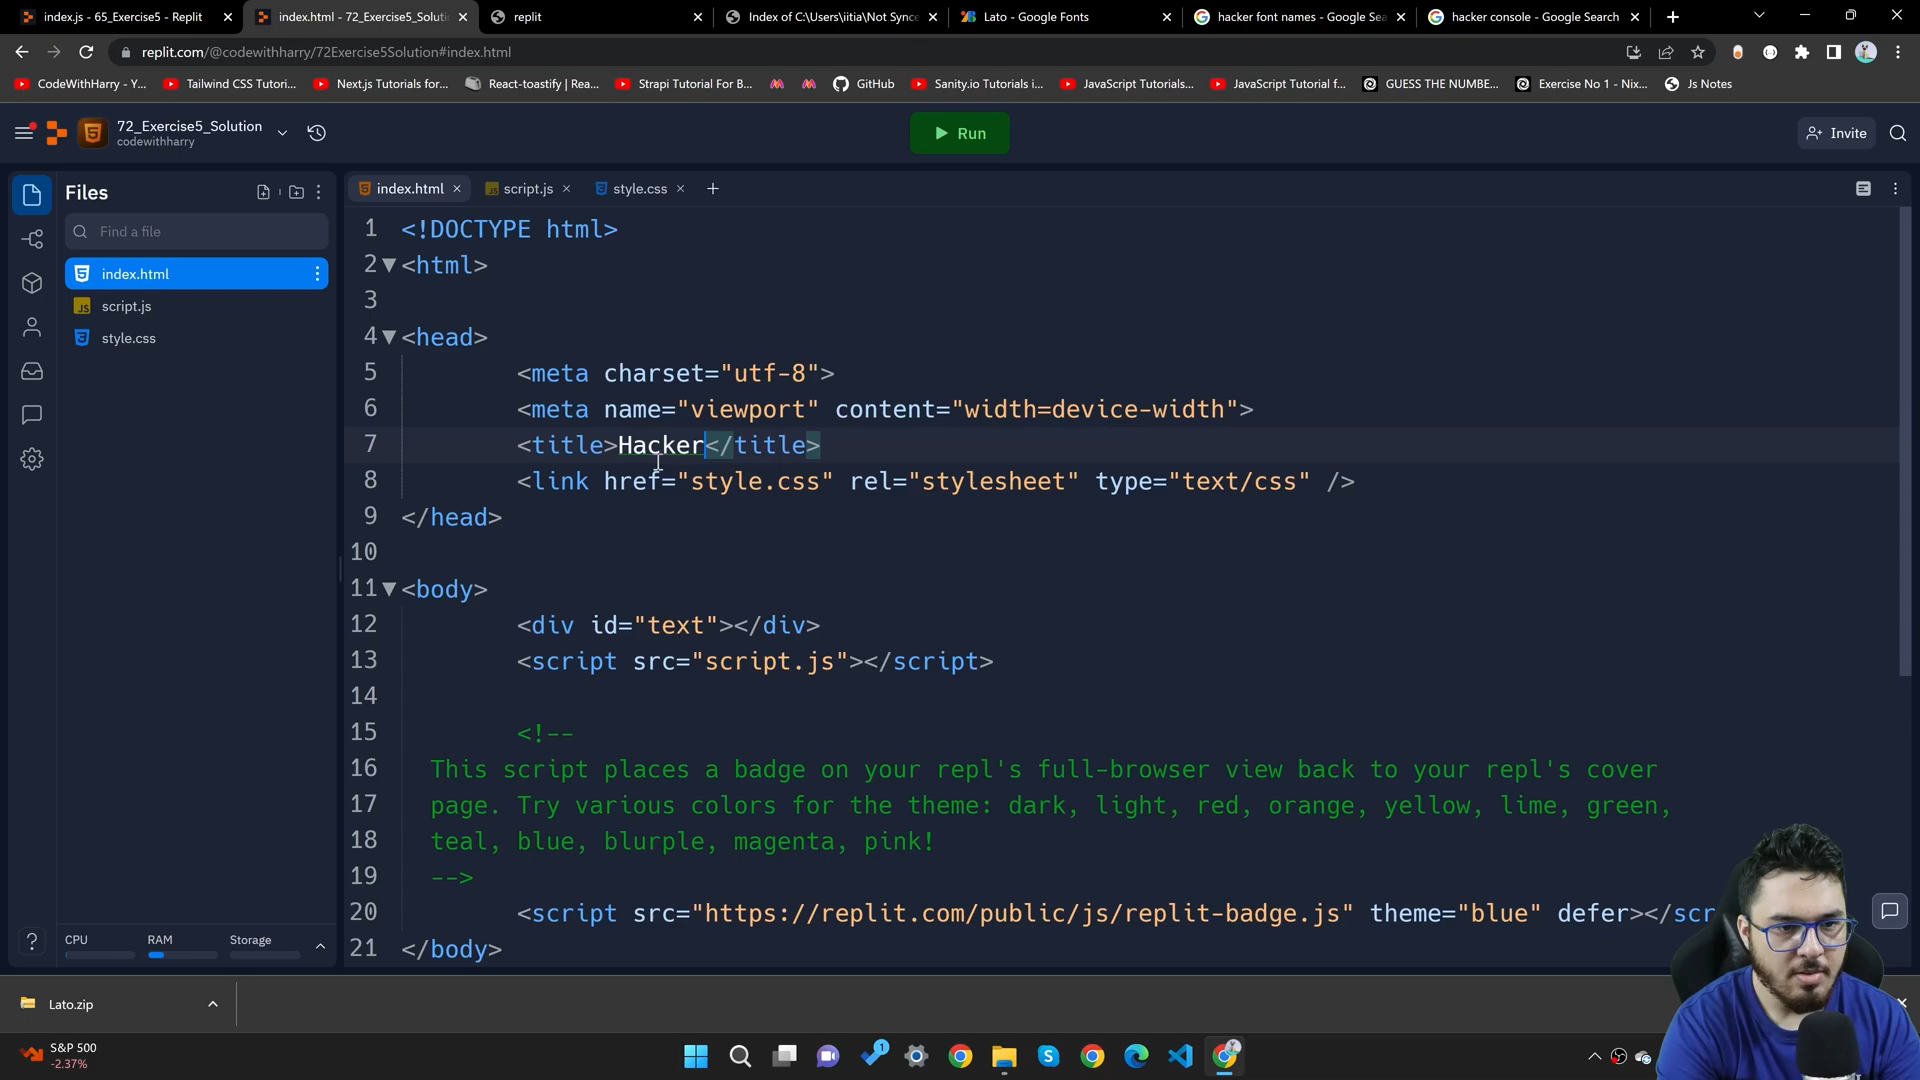 index.js - 65_Exercise5 - Replit
index.html - 72_Exercise5_Soluti
replit
Index of C:\Users\iitia\Not Synce
Lato - Google Fonts
hacker font names - Google Sea
hacker console - Google Search
replit.com/@codewithharry/72Exercise5Solution#index.html
CodeWithHarry - Y...
Tailwind CSS Tutori...
Next.js Tutorials for...
React-toastify | Rea...
Strapi Tutorial For B...
GitHub
Sanity.io Tutorials i...
JavaScript Tutorials...
JavaScript Tutorial f...
GUESS THE NUMBE...
Exercise No 1 - Nix...
Js Notes
72_Exercise5_Solution
codewithharry
Run
Invite
Files
Find a file
index.html
script.js
style.css
index.html
script.js
style.css
1 <!DOCTYPE html>
2 <html>
3
4 <head>
5 <meta charset="utf-8">
6 <meta name="viewport" content="width=device-width">
7 <title>Hacker</title>
8 <link href="style.css" rel="stylesheet" type="text/css" />
9 </head>
10
11 <body>
12 <div id="text"></div>
13 <script src="script.js"></script>
14
15 <!--
16 This script places a badge on your repl's full-browser view back to your repl's cover
17 page. Try various colors for the theme: dark, light, red, orange, yellow, lime, green,
18 teal, blue, blurple, magenta, pink!
19 -->
20 <script src="https://replit.com/public/js/replit-badge.js" theme="blue" defer></scr
21 </body>
CPU
RAM
Storage
Lato.zip
S&P 500
-2.37%
1